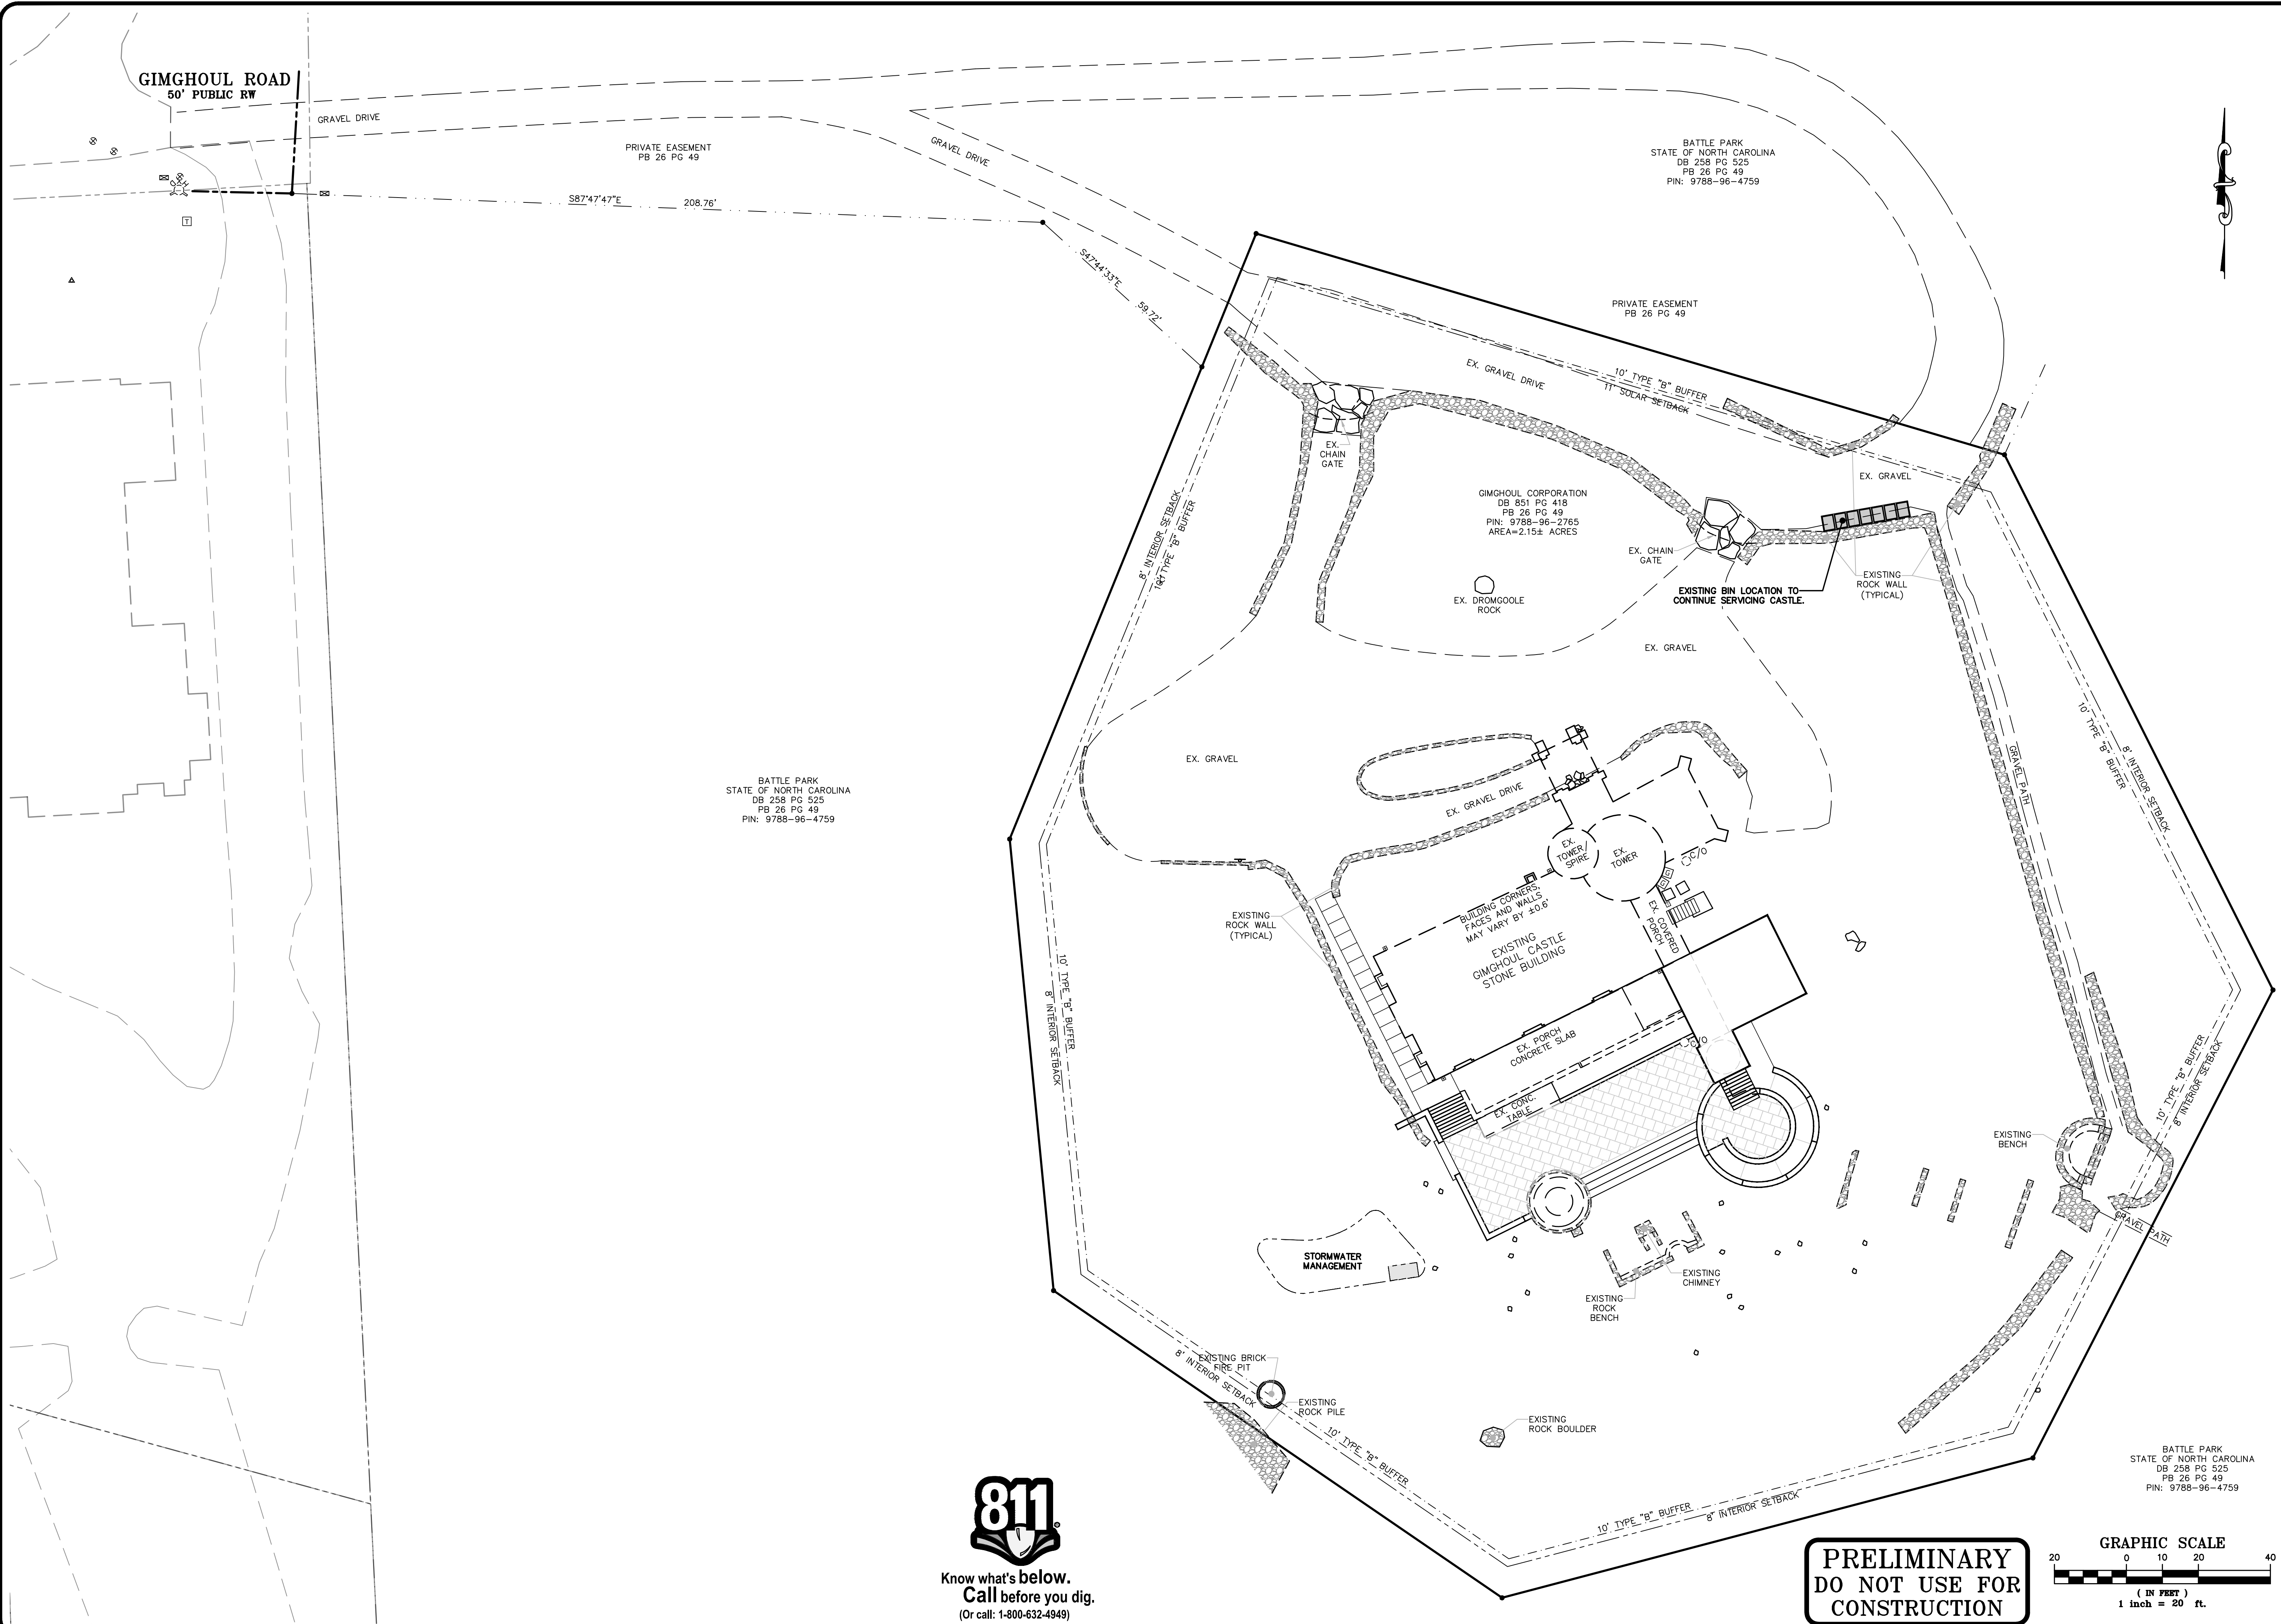 GIMGHOUL ROAD
50' PUBLIC RW
GRAVEL DRIVE
PRIVATE EASEMENT
PB 26 PG 49
GRAVEL DRIVE
BATTLE PARK
STATE OF NORTH CAROLINA
DB 258 PG 525
PB 26 PG 49
PIN: 9788-96-4759
S87°47'47"E 208.76'
T
S47°44'33"E 59.72'
PRIVATE EASEMENT
PB 26 PG 49
EX. GRAVEL DRIVE
10' TYPE "B" BUFFER
11' SOLAR SETBACK
EX.
CHAIN
GATE
EX. GRAVEL
GIMGHOUL CORPORATION
DB 851 PG 418
PB 26 PG 49
PIN: 9788-96-2765
AREA=2.15± ACRES
8' INTERIOR SETBACK
10' TYPE "B" BUFFER
EX. CHAIN
GATE
EX. DROMGOOLE
ROCK
EXISTING BIN LOCATION TO
CONTINUE SERVICING CASTLE.
EXISTING
ROCK WALL
(TYPICAL)
EX. GRAVEL
10' TYPE "B" BUFFER
8' INTERIOR SETBACK
GRAVEL PATH
EX. GRAVEL
BATTLE PARK
STATE OF NORTH CAROLINA
DB 258 PG 525
PB 26 PG 49
PIN: 9788-96-4759
EX. GRAVEL DRIVE
EX.
TOWER/
SPIRE
EX.
TOWER
C/O
BUILDING CORNERS,
FACES AND WALLS
MAY VARY BY ±0.6'
EX. COVERED
PORCH
EXISTING
ROCK WALL
(TYPICAL)
EXISTING
GIMGHOUL CASTLE
STONE BUILDING
10' TYPE "B" BUFFER
8' INTERIOR SETBACK
EX. PORCH
CONCRETE SLAB
C/O
EX. CONC.
TABLE
10' TYPE "B" BUFFER
8' INTERIOR SETBACK
EXISTING
BENCH
GRAVEL PATH
STORMWATER
MANAGEMENT
EXISTING
CHIMNEY
EXISTING
ROCK
BENCH
EXISTING BRICK
FIRE PIT
8' INTERIOR SETBACK
EXISTING
ROCK PILE
10' TYPE "B" BUFFER
EXISTING
ROCK BOULDER
10' TYPE "B" BUFFER
8' INTERIOR SETBACK
BATTLE PARK
STATE OF NORTH CAROLINA
DB 258 PG 525
PB 26 PG 49
PIN: 9788-96-4759
811
Know what's below.
Call before you dig.
(Or call: 1-800-632-4949)
PRELIMINARY
DO NOT USE FOR
CONSTRUCTION
GRAPHIC SCALE
20 0 10 20 40
( IN FEET )
1 inch = 20 ft.